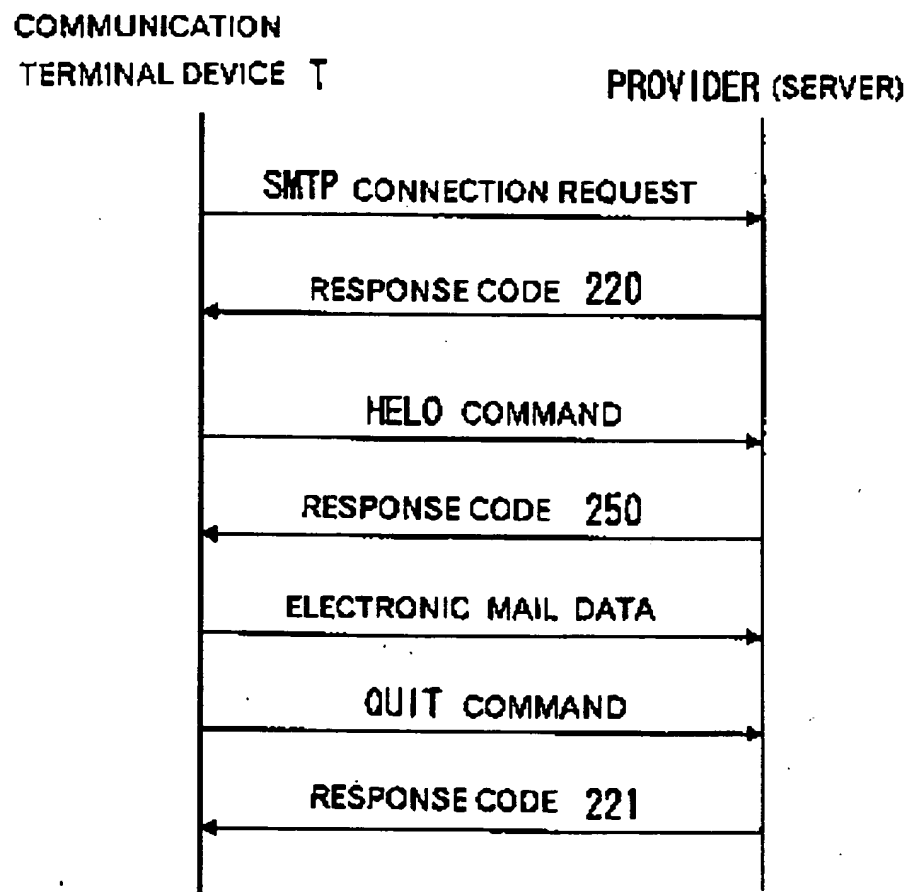 COMMUNICATION
TERMINAL DEVICE T
PROVIDER (SERVER)
SMTP CONNECTION REQUEST
RESPONSE CODE 220
HELO COMMAND
RESPONSE CODE 250
ELECTRONIC MAIL DATA
QUIT COMMAND
RESPONSE CODE 221